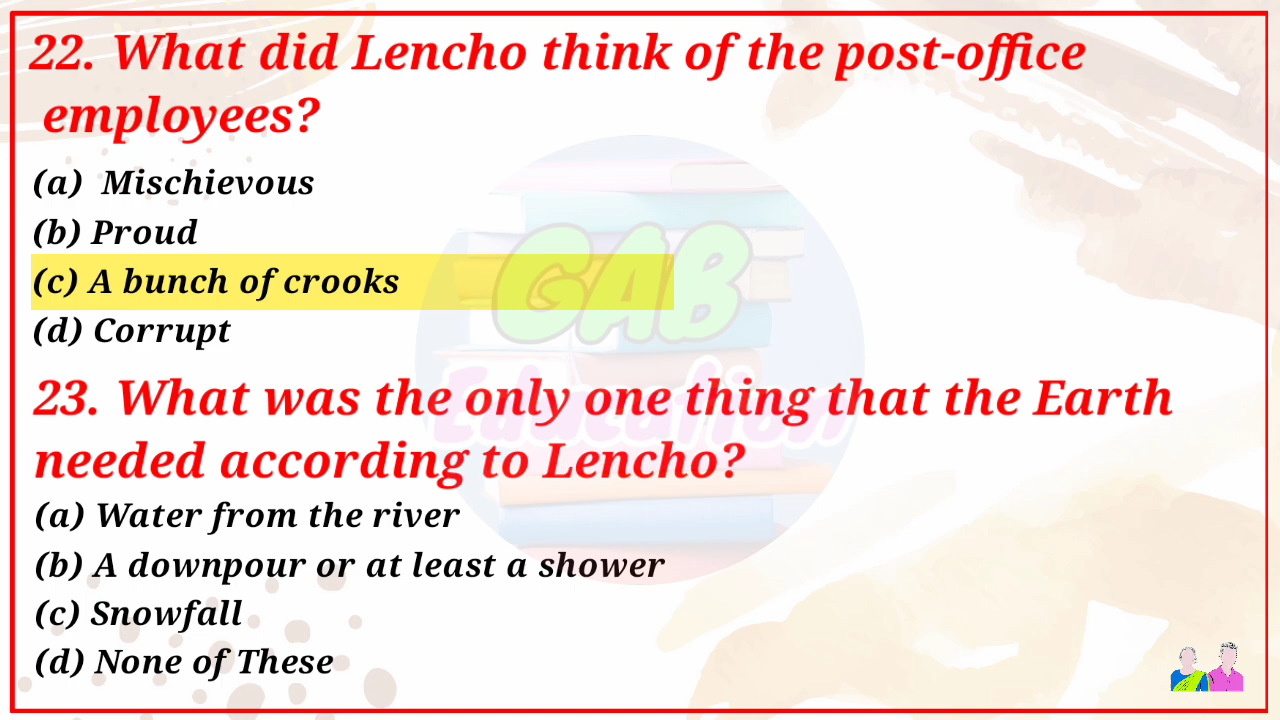 22. What did Lencho think of the post-office
employees?
(a) Mischievous
(b) Proud
(c) A bunch of crooks
(d) Corrupt
GAB
Education
23. What was the only one thing that the Earth
needed according to Lencho?
(a) Water from the river
(b) A downpour or at least a shower
(c) Snowfall
(d) None of These